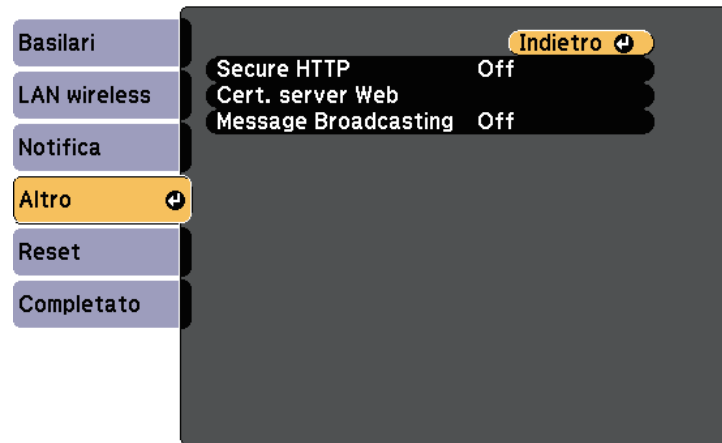 Basilari
LAN wireless
Notifica
Altro
Reset
Completato
Indietro
Secure HTTP Off
Cert. server Web
Message Broadcasting Off